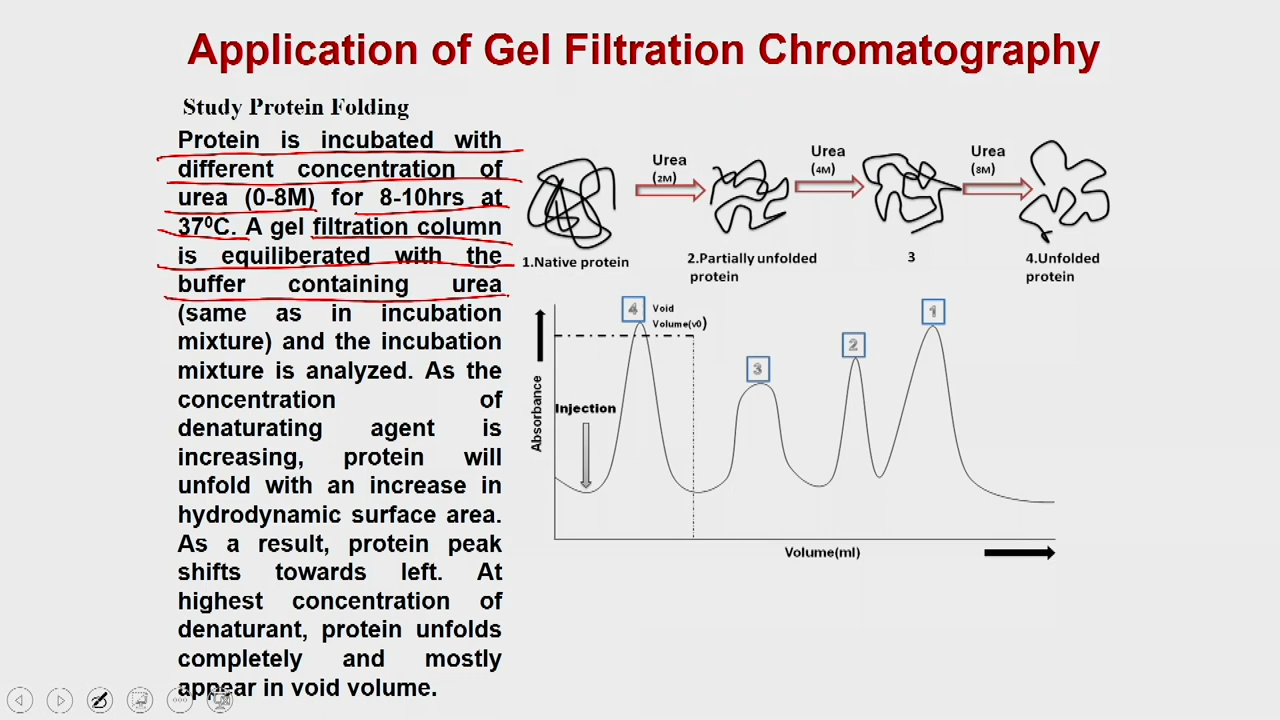 Application of Gel Filtration Chromatography
Study Protein Folding
Protein is incubated with
different concentration of
urea (0-8M) for 8-10hrs at
37⁰C. A gel filtration column
is equiliberated with the
buffer containing urea
(same as in incubation
mixture) and the incubation
mixture is analyzed. As the
concentration of
denaturating agent is
increasing, protein will
unfold with an increase in
hydrodynamic surface area.
As a result, protein peak
shifts towards left. At
highest concentration of
denaturant, protein unfolds
completely and mostly
appear in void volume.
Urea
(2M)
Urea
(4M)
Urea
(8M)
1.Native protein
2.Partially unfolded
protein
3
4.Unfolded
protein
4
Void
Volume(v0)
3
2
1
Injection
Absorbance
Volume(ml)